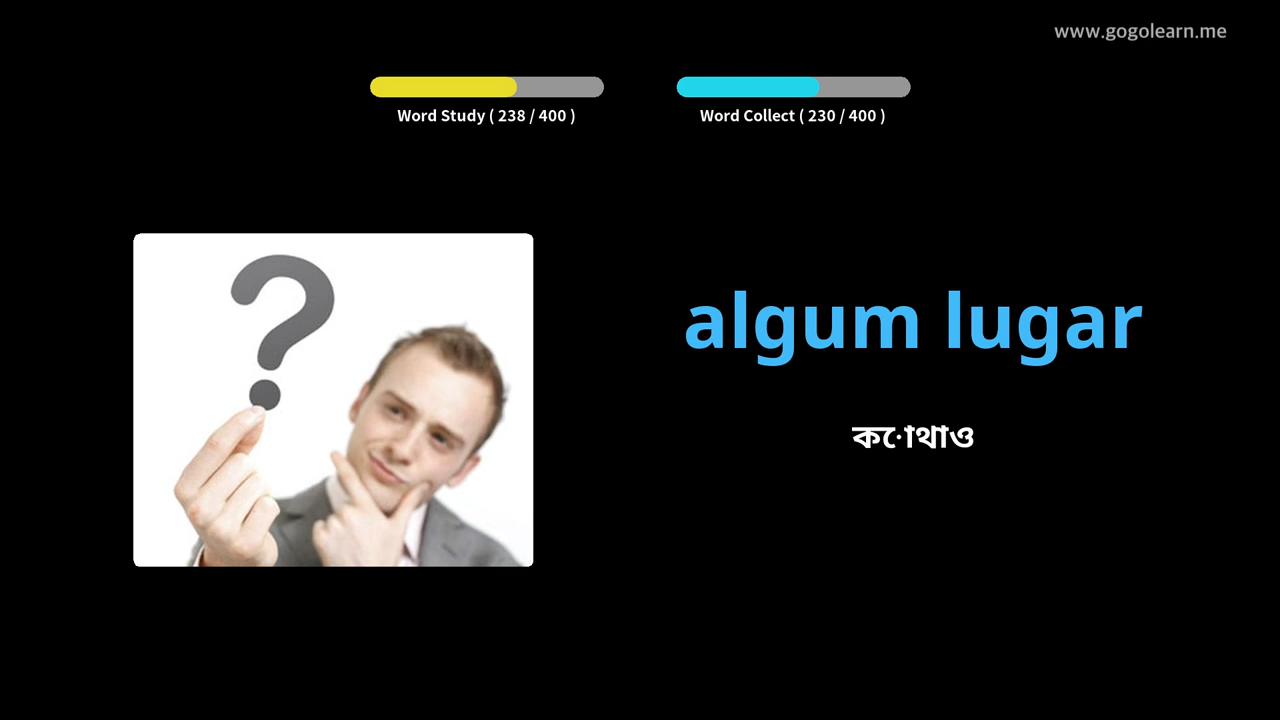 www.gogolearn.me
Word Study ( 238 / 400 )
Word Collect ( 230 / 400 )
algum lugar
কোথাও